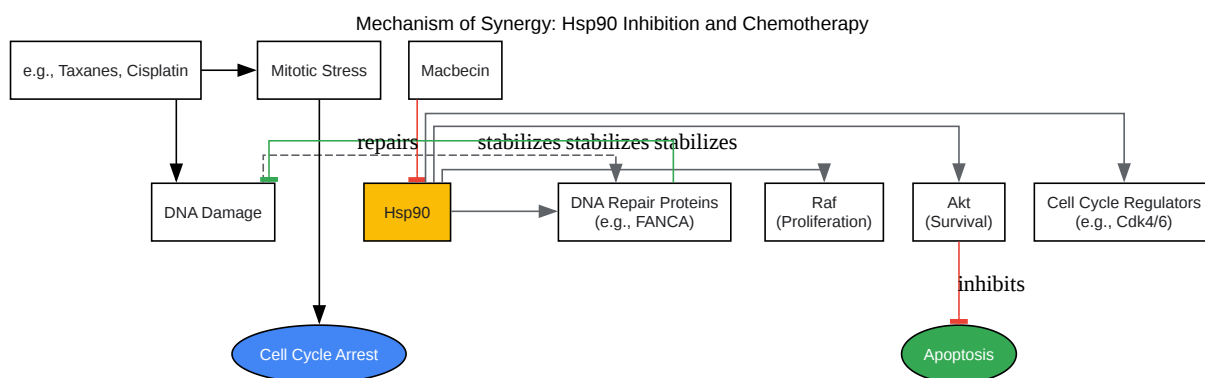 Mechanism of Synergy: Hsp90 Inhibition and Chemotherapy
e.g., Taxanes, Cisplatin
Mitotic Stress
Macbecin
repairs
stabilizes stabilizes stabilizes
DNA Damage
Hsp90
DNA Repair Proteins
(e.g., FANCA)
Raf
(Proliferation)
Akt
(Survival)
Cell Cycle Regulators
(e.g., Cdk4/6)
inhibits
Cell Cycle Arrest
Apoptosis